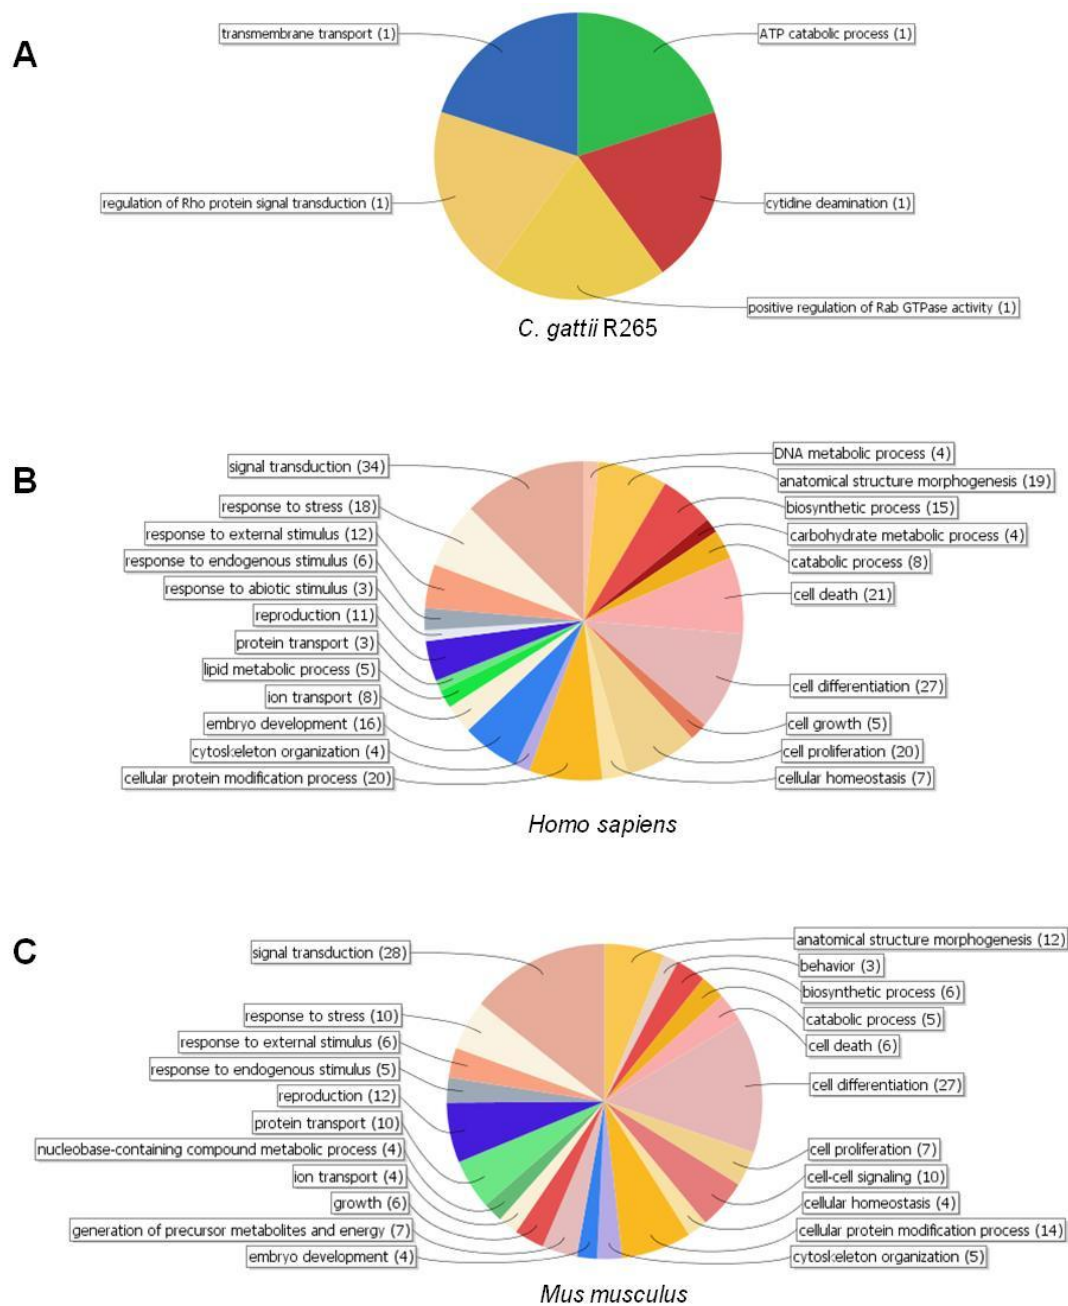 A
transmembrane transport (1)
ATP catabolic process (1)
regulation of Rho protein signal transduction (1)
cytidine deamination (1)
positive regulation of Rab GTPase activity (1)
C. gattii R265
B
signal transduction (34)
response to stress (18)
response to external stimulus (12)
response to endogenous stimulus (6)
response to abiotic stimulus (3)
reproduction (11)
protein transport (3)
lipid metabolic process (5)
ion transport (8)
embryo development (16)
cytoskeleton organization (4)
cellular protein modification process (20)
DNA metabolic process (4)
anatomical structure morphogenesis (19)
biosynthetic process (15)
carbohydrate metabolic process (4)
catabolic process (8)
cell death (21)
cell differentiation (27)
cell growth (5)
cell proliferation (20)
cellular homeostasis (7)
Homo sapiens
C
signal transduction (28)
response to stress (10)
response to external stimulus (6)
response to endogenous stimulus (5)
reproduction (12)
protein transport (10)
nucleobase-containing compound metabolic process (4)
ion transport (4)
growth (6)
generation of precursor metabolites and energy (7)
embryo development (4)
anatomical structure morphogenesis (12)
behavior (3)
biosynthetic process (6)
catabolic process (5)
cell death (6)
cell differentiation (27)
cell proliferation (7)
cell-cell signaling (10)
cellular homeostasis (4)
cellular protein modification process (14)
cytoskeleton organization (5)
Mus musculus